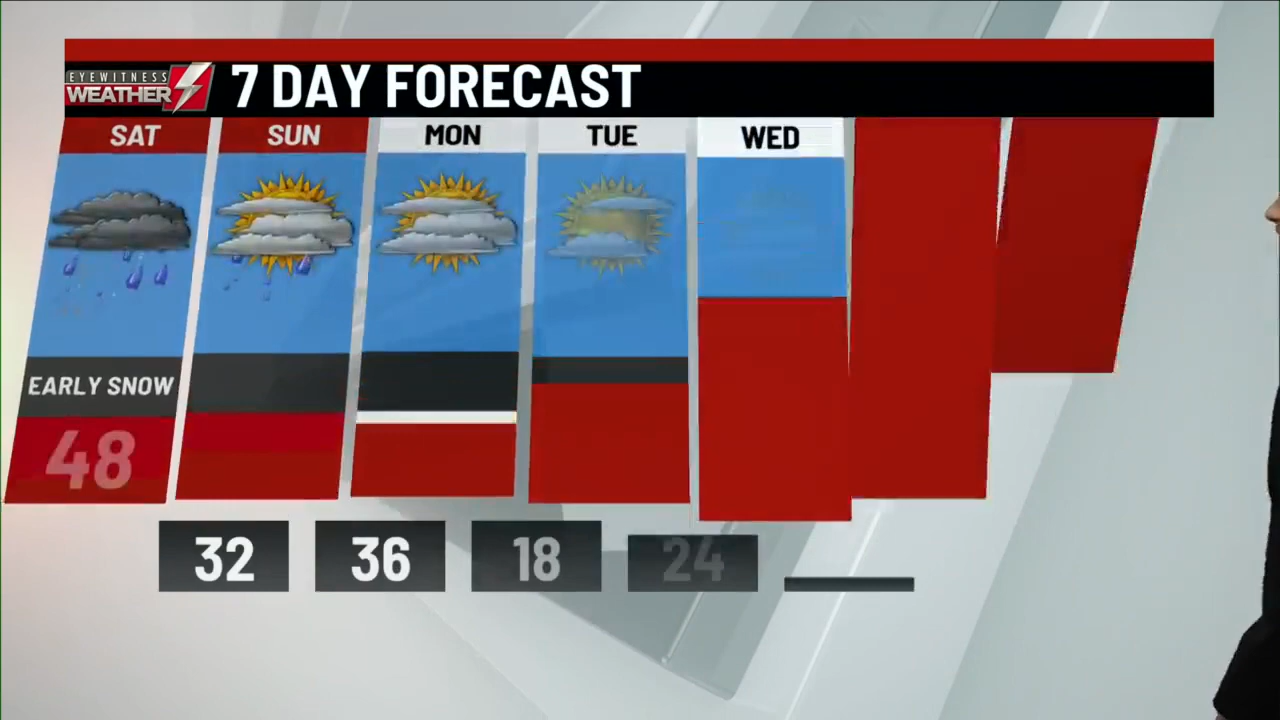 EYEWITNESS
WEATHER
7 DAY FORECAST
SAT
SUN
MON
TUE
WED
EARLY SNOW
48
32
36
18
24